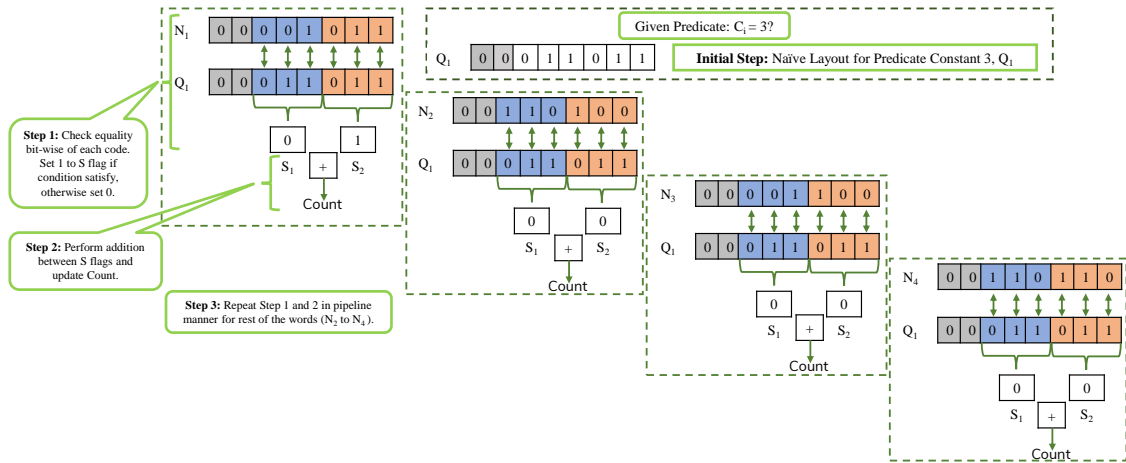 Given Predicate: Cᵢ = 3?
Q₁ 0 0 0 1 1 0 1 1
Initial Step: Naïve Layout for Predicate Constant 3, Q₁
N₁ 0 0 0 0 1 0 1 1
Q₁ 0 0 0 1 1 0 1 1
0 1
S₁ + S₂
Count
Step 1: Check equality
bit-wise of each code.
Set 1 to S flag if
condition satisfy,
otherwise set 0.
Step 2: Perform addition
between S flags and
update Count.
Step 3: Repeat Step 1 and 2 in pipeline
manner for rest of the words (N₂ to N₄).
N₂ 0 0 1 1 0 1 0 0
Q₁ 0 0 0 1 1 0 1 1
0 0
S₁ + S₂
Count
N₃ 0 0 0 0 1 1 0 0
Q₁ 0 0 0 1 1 0 1 1
0 0
S₁ + S₂
Count
N₄ 0 0 1 1 0 1 1 0
Q₁ 0 0 0 1 1 0 1 1
0 0
S₁ + S₂
Count